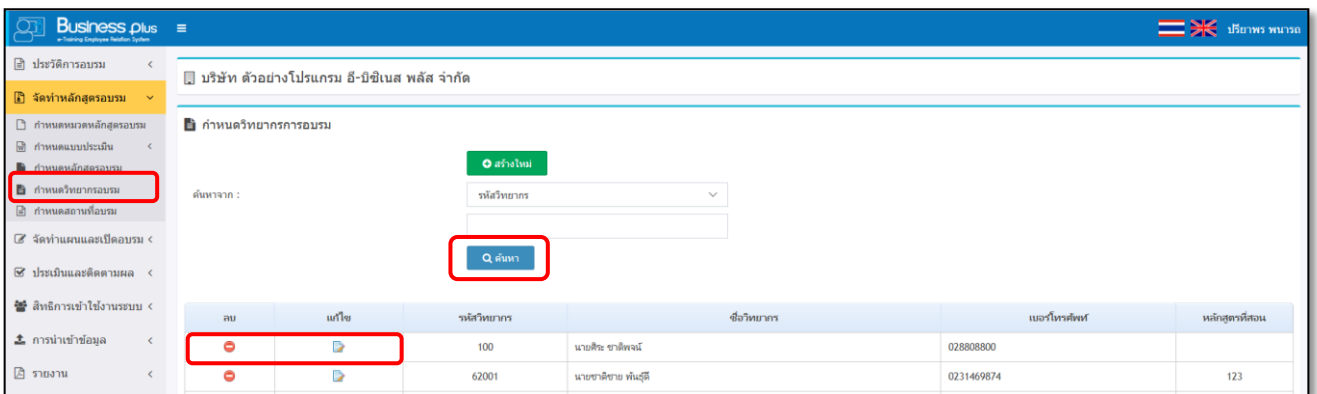 Business plus
e-Training Employee Relation System
ปรียาพร พนารถ
ประวัติการอบรม
จัดทำหลักสูตรอบรม
กำหนดหมวดหลักสูตรอบรม
กำหนดแบบประเมิน
กำหนดหลักสูตรอบรม
กำหนดวิทยากรอบรม
กำหนดสถานที่อบรม
จัดทำแผนและเปิดอบรม
ประเมินและติดตามผล
สิทธิการเข้าใช้งานระบบ
การนำเข้าข้อมูล
รายงาน
บริษัท ตัวอย่างโปรแกรม อี-บิซิเนส พลัส จำกัด
กำหนดวิทยากรการอบรม
สร้างใหม่
ค้นหาจาก : รหัสวิทยากร
ค้นหา
ลบ แก้ไข รหัสวิทยากร ชื่อวิทยากร เบอร์โทรศัพท์ หลักสูตรที่สอน
100 นายศิระ ชาติพจน์ 028808800
62001 นายชาติชาย พันธุ์ดี 0231469874 123